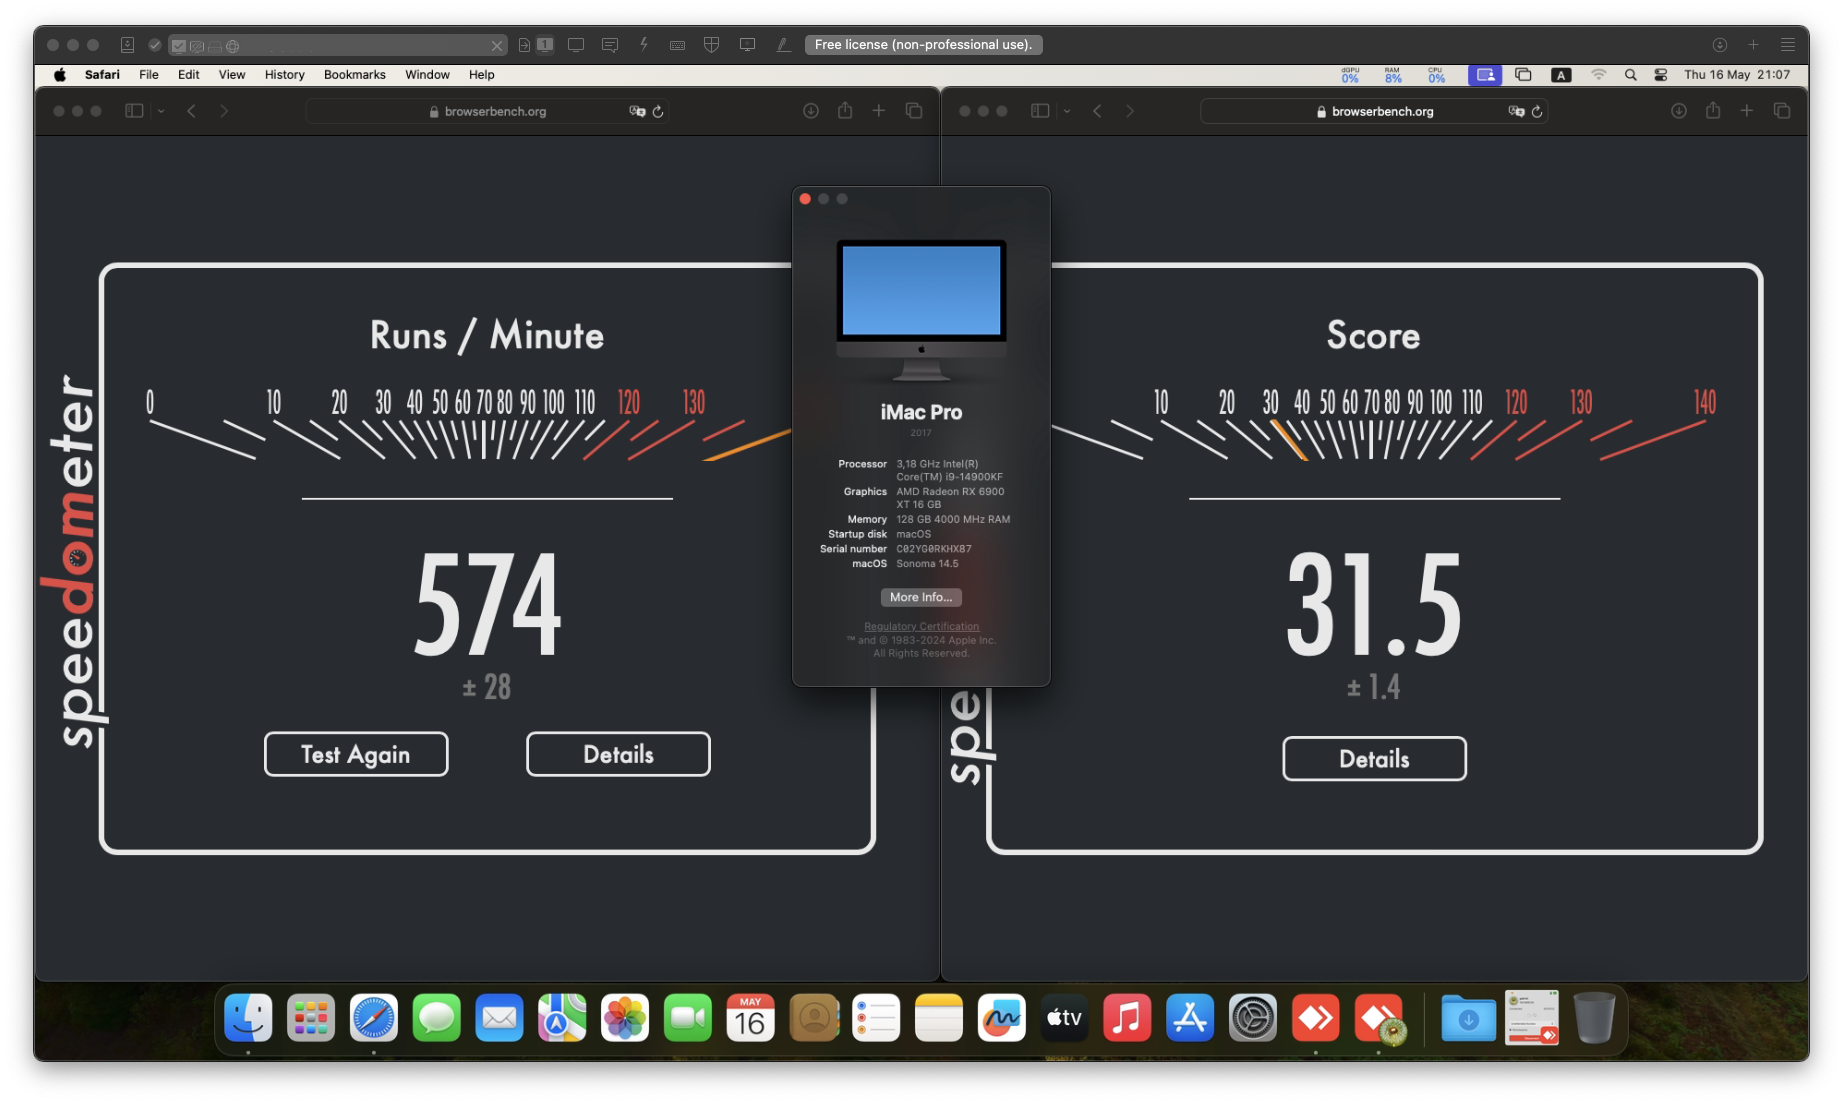 1
Free license (non-professional use).
Safari File Edit View History Bookmarks Window Help
dGPU 0% RAM 8% CPU 0% A Thu 16 May 21:07
browserbench.org
browserbench.org
speedometer
Runs / Minute
0 10 20 30 40 50 60 70 80 90 100 110 120 130
574
± 28
Test Again Details
iMac Pro
2017
Processor 3,18 GHz Intel(R)
Core(TM) i9-14900KF
Graphics AMD Radeon RX 6900
XT 16 GB
Memory 128 GB 4000 MHz RAM
Startup disk macOS
Serial number C02YG0RKHX87
macOS Sonoma 14.5
More Info...
Regulatory Certification
™ and © 1983-2024 Apple Inc.
All Rights Reserved.
spe
Score
10 20 30 40 50 60 70 80 90 100 110 120 130 140
31.5
± 1.4
Details
MAY
16
tv